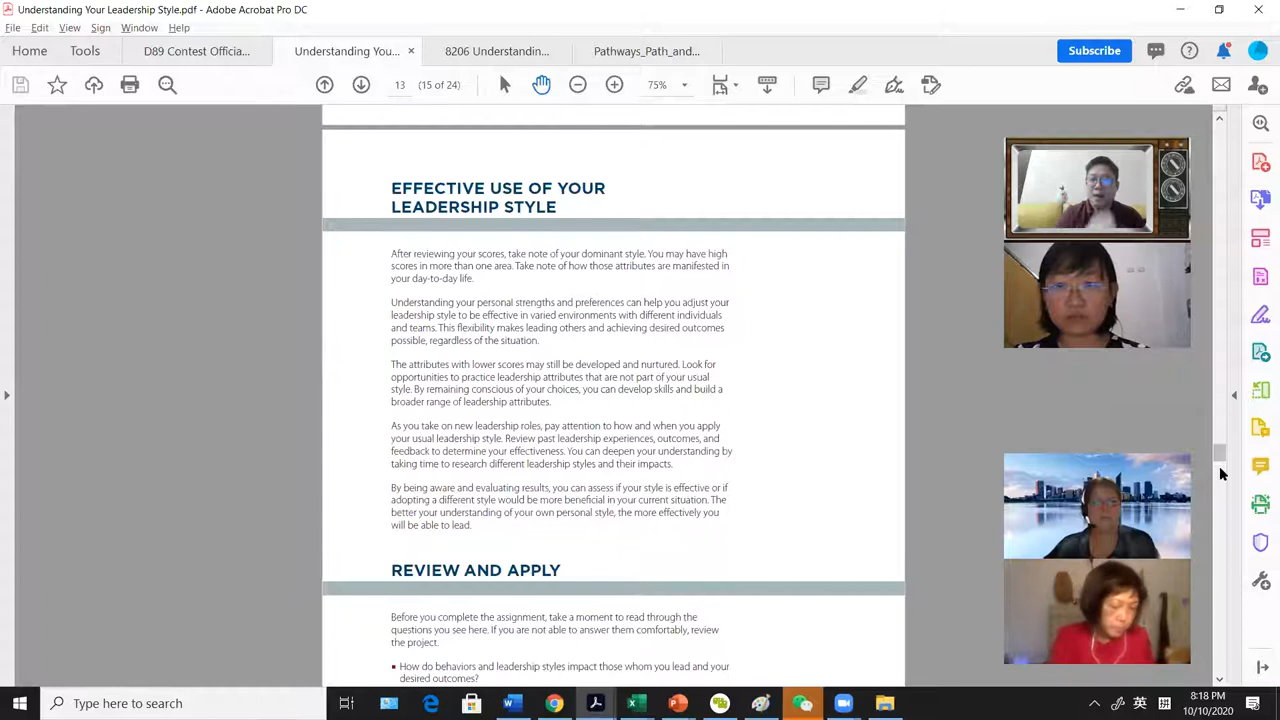 Understanding Your Leadership Style.pdf - Adobe Acrobat Pro DC
File Edit View Sign Window Help
Home Tools D89 Contest Officia... Understanding You... × 8206 Understandin... Pathways_Path_and... Subscribe
13 (15 of 24) 75%
EFFECTIVE USE OF YOUR
LEADERSHIP STYLE
After reviewing your scores, take note of your dominant style. You may have high
scores in more than one area. Take note of how those attributes are manifested in
your day-to-day life.
Understanding your personal strengths and preferences can help you adjust your
leadership style to be effective in varied environments with different individuals
and teams. This flexibility makes leading others and achieving desired outcomes
possible, regardless of the situation.
The attributes with lower scores may still be developed and nurtured. Look for
opportunities to practice leadership attributes that are not part of your usual
style. By remaining conscious of your choices, you can develop skills and build a
broader range of leadership attributes.
As you take on new leadership roles, pay attention to how and when you apply
your usual leadership style. Review past leadership experiences, outcomes, and
feedback to determine your effectiveness. You can deepen your understanding by
taking time to research different leadership styles and their impacts.
By being aware and evaluating results, you can assess if your style is effective or if
adopting a different style would be more beneficial in your current situation. The
better your understanding of your own personal style, the more effectively you
will be able to lead.
REVIEW AND APPLY
Before you complete the assignment, take a moment to read through the
questions you see here. If you are not able to answer them comfortably, review
the project.
▪ How do behaviors and leadership styles impact those whom you lead and your
desired outcomes?
Type here to search
英 拼
8:18 PM
10/10/2020